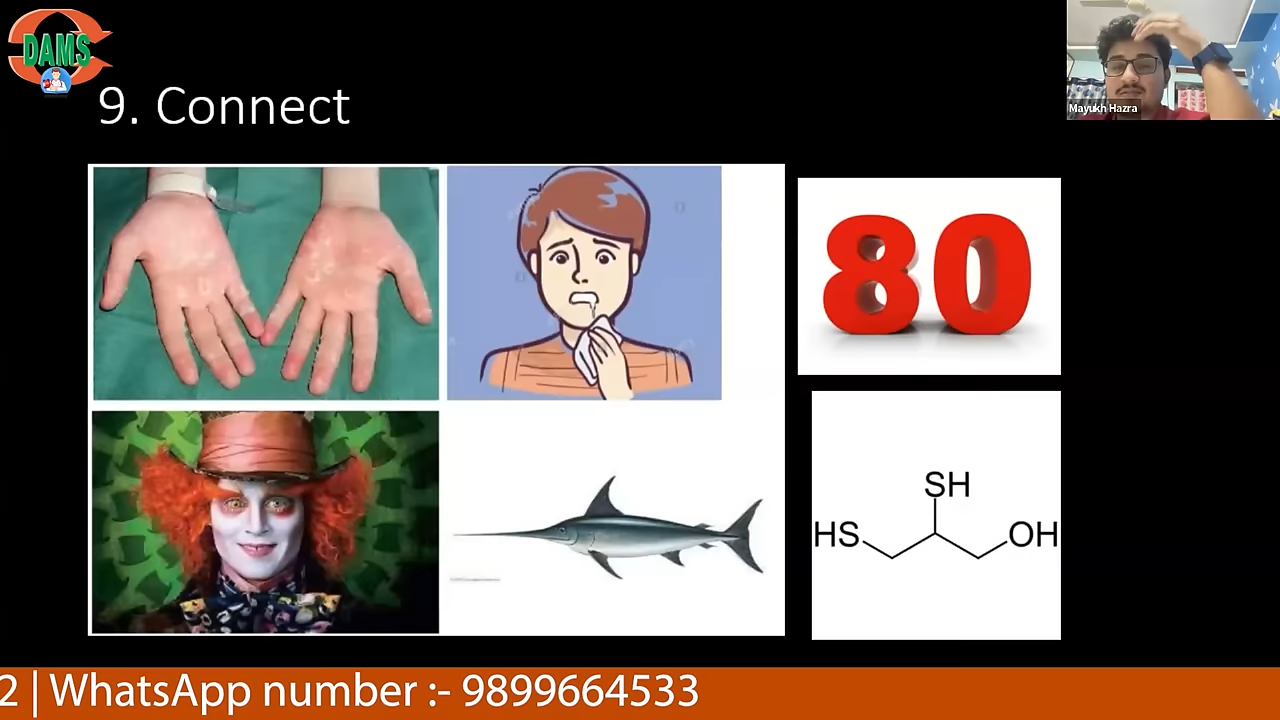 DAMS
9. Connect
Mayukh Hazra
80
SH
HS
OH
2 | WhatsApp number :- 9899664533